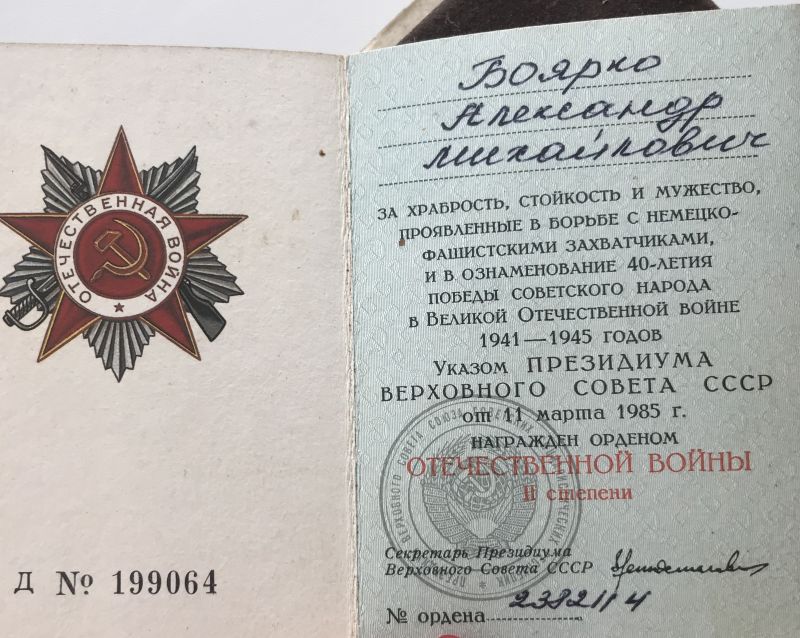 ОТЕЧЕСТВЕННАЯ ВОЙНА
Д № 199064
Боярко
Александр
Михайлович
ЗА ХРАБРОСТЬ, СТОЙКОСТЬ И МУЖЕСТВО,
ПРОЯВЛЕННЫЕ В БОРЬБЕ С НЕМЕЦКО-
ФАШИСТСКИМИ ЗАХВАТЧИКАМИ,
И В ОЗНАМЕНОВАНИЕ 40-ЛЕТИЯ
ПОБЕДЫ СОВЕТСКОГО НАРОДА
В ВЕЛИКОЙ ОТЕЧЕСТВЕННОЙ ВОЙНЕ
1941—1945 ГОДОВ
УКАЗОМ ПРЕЗИДИУМА
ВЕРХОВНОГО СОВЕТА СССР
от 11 марта 1985 г.
НАГРАЖДЕН ОРДЕНОМ
ОТЕЧЕСТВЕННОЙ ВОЙНЫ
II степени
Секретарь Президиума
Верховного Совета СССР
№ ордена